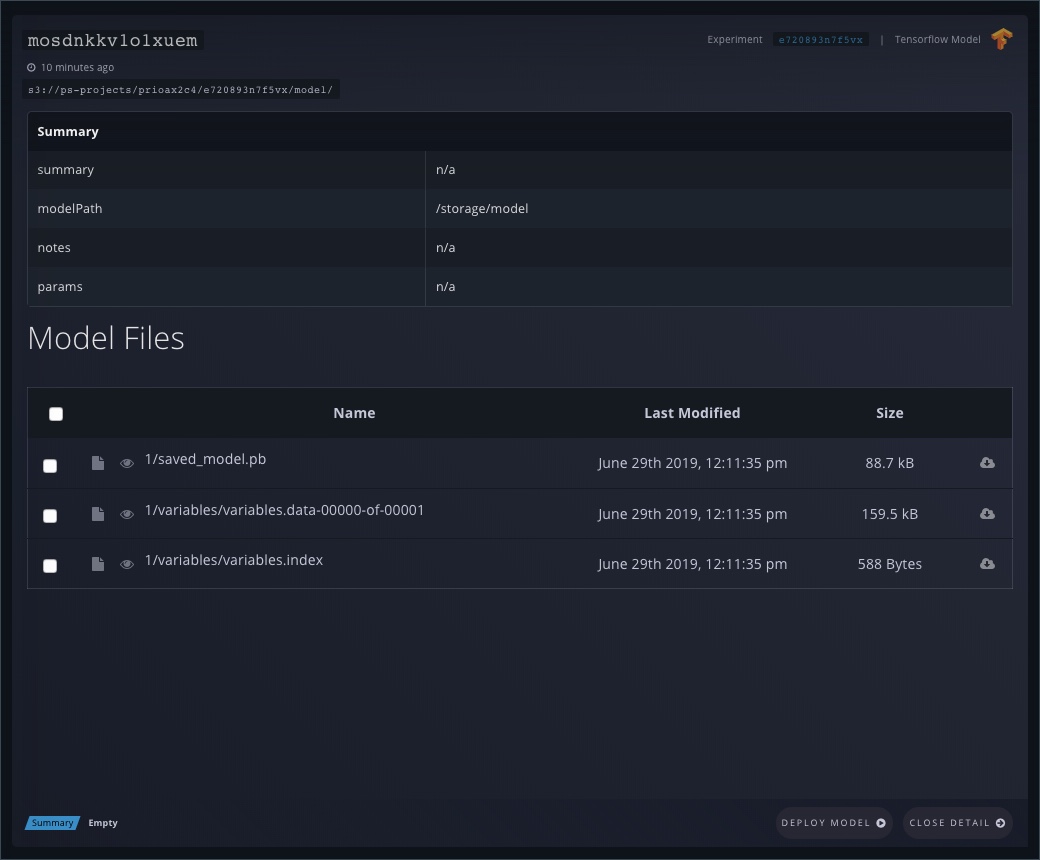 mosdnkkv1olxuem
Experiment e720893n7f5vx | Tensorflow Model
10 minutes ago
s3://ps-projects/prioax2c4/e720893n7f5vx/model/
Summary
summary n/a
modelPath /storage/model
notes n/a
params n/a
Model Files
Name Last Modified Size
1/saved_model.pb June 29th 2019, 12:11:35 pm 88.7 kB
1/variables/variables.data-00000-of-00001 June 29th 2019, 12:11:35 pm 159.5 kB
1/variables/variables.index June 29th 2019, 12:11:35 pm 588 Bytes
Summary Empty
DEPLOY MODEL CLOSE DETAIL